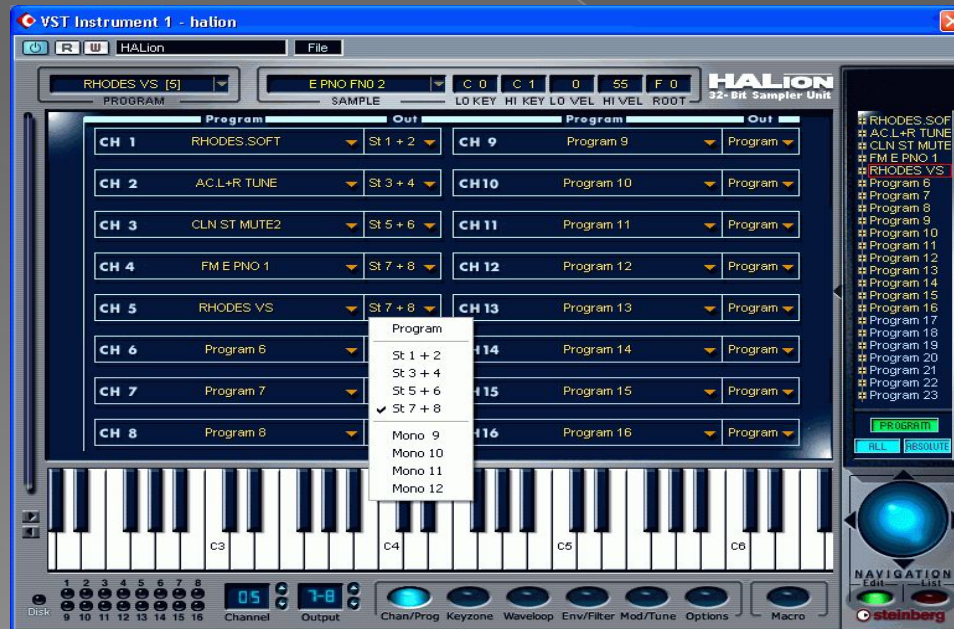 VST Instrument 1 - halion
R W HALion File
RHODES VS [5] E PNO FN0 2 C 0 C 1 0 55 F 0 HALiON
PROGRAM SAMPLE LO KEY HI KEY LO VEL HI VEL ROOT 32-Bit Sampler Unit
Program Out Program Out
CH 1 RHODES.SOFT St 1 + 2 CH 9 Program 9 Program
CH 2 AC.L+R TUNE St 3 + 4 CH10 Program 10 Program
CH 3 CLN ST MUTE2 St 5 + 6 CH11 Program 11 Program
CH 4 FM E PNO 1 St 7 + 8 CH 12 Program 12 Program
CH 5 RHODES VS St 7 + 8 CH 13 Program 13 Program
CH 6 Program 6 H14 Program 14 Program
CH 7 Program 7 H15 Program 15 Program
CH 8 Program 8 H16 Program 16 Program
Program
St 1 + 2
St 3 + 4
St 5 + 6
St 7 + 8
Mono 9
Mono 10
Mono 11
Mono 12
RHODES.SOF
AC.L+R TUNE
CLN ST MUTE
FM E PNO 1
RHODES VS
Program 6
Program 7
Program 8
Program 9
Program 10
Program 11
Program 12
Program 13
Program 14
Program 15
Program 16
Program 17
Program 18
Program 19
Program 20
Program 21
Program 22
Program 23
PROGRAM
ALL ABSOLUTE
C3 C4 C5 C6
NAVIGATION
Edit List
steinberg
1 2 3 4 5 6 7 8
Disk
9 10 11 12 13 14 15 16
05 7-8
Channel Output Chan/Prog Keyzone Waveloop Env/Filter Mod/Tune Options Macro